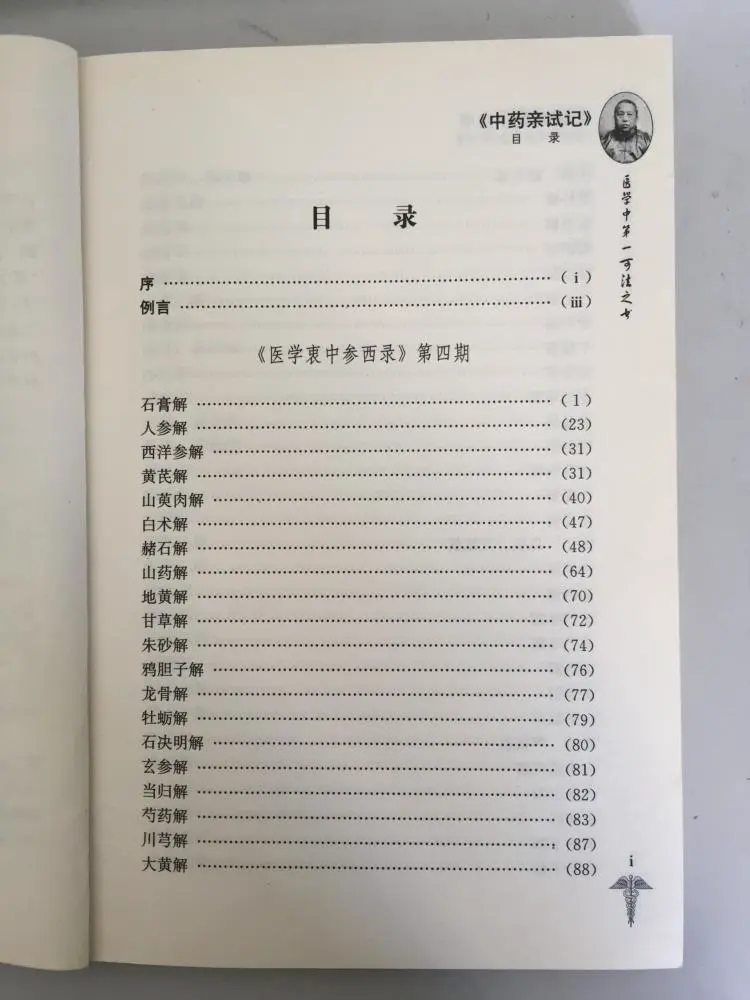 《中药亲试记》
目 录
医学中第一可法之书
目 录
序 ……………………………………………… (ⅰ)
例言 ……………………………………………… (ⅲ)
《医学衷中参西录》第四期
石膏解 ……………………………………………… (1)
人参解 ……………………………………………… (23)
西洋参解 ……………………………………………… (31)
黄芪解 ……………………………………………… (31)
山萸肉解 ……………………………………………… (40)
白术解 ……………………………………………… (47)
赭石解 ……………………………………………… (48)
山药解 ……………………………………………… (64)
地黄解 ……………………………………………… (70)
甘草解 ……………………………………………… (72)
朱砂解 ……………………………………………… (74)
鸦胆子解 ……………………………………………… (76)
龙骨解 ……………………………………………… (77)
牡蛎解 ……………………………………………… (79)
石决明解 ……………………………………………… (80)
玄参解 ……………………………………………… (81)
当归解 ……………………………………………… (82)
芍药解 ……………………………………………… (83)
川芎解 ……………………………………………… (87)
大黄解 ……………………………………………… (88)
i